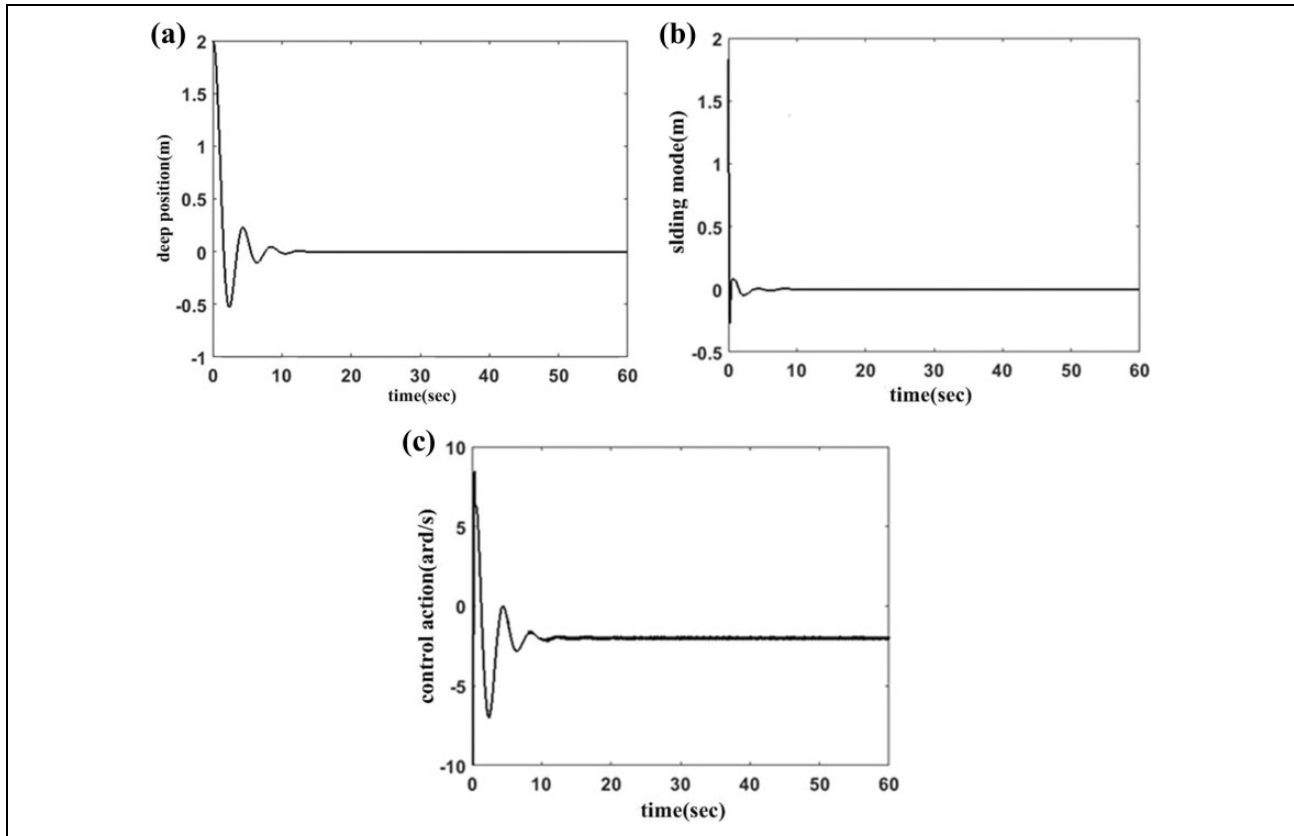 (a)
2
1.5
1
0.5
0
-0.5
-1
deep position(m)
0 10 20 30 40 50 60
time(sec)
(b)
2
1.5
1
0.5
0
-0.5
slding mode(m)
0 10 20 30 40 50 60
time(sec)
(c)
10
5
0
-5
-10
control action(ard/s)
0 10 20 30 40 50 60
time(sec)